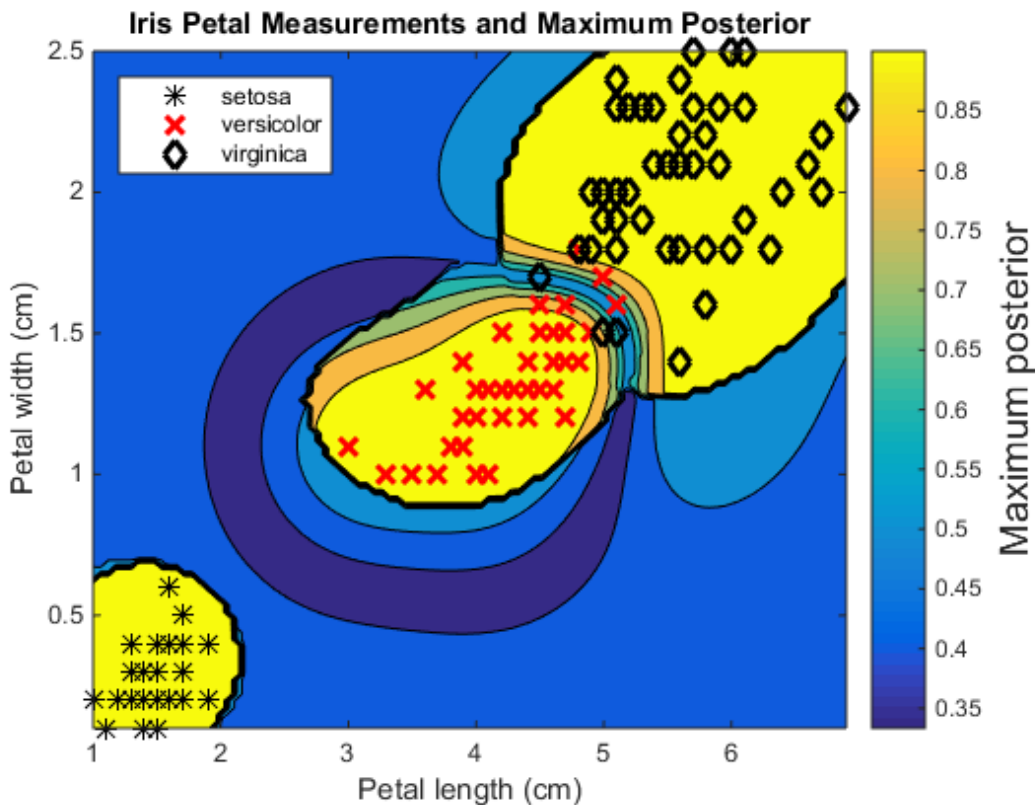 Iris Petal Measurements and Maximum Posterior
setosa
versicolor
virginica
Petal width (cm)
2.5
2
1.5
1
0.5
1 2 3 4 5 6
Petal length (cm)
0.85
0.8
0.75
0.7
0.65
0.6
0.55
0.5
0.45
0.4
0.35
Maximum posterior